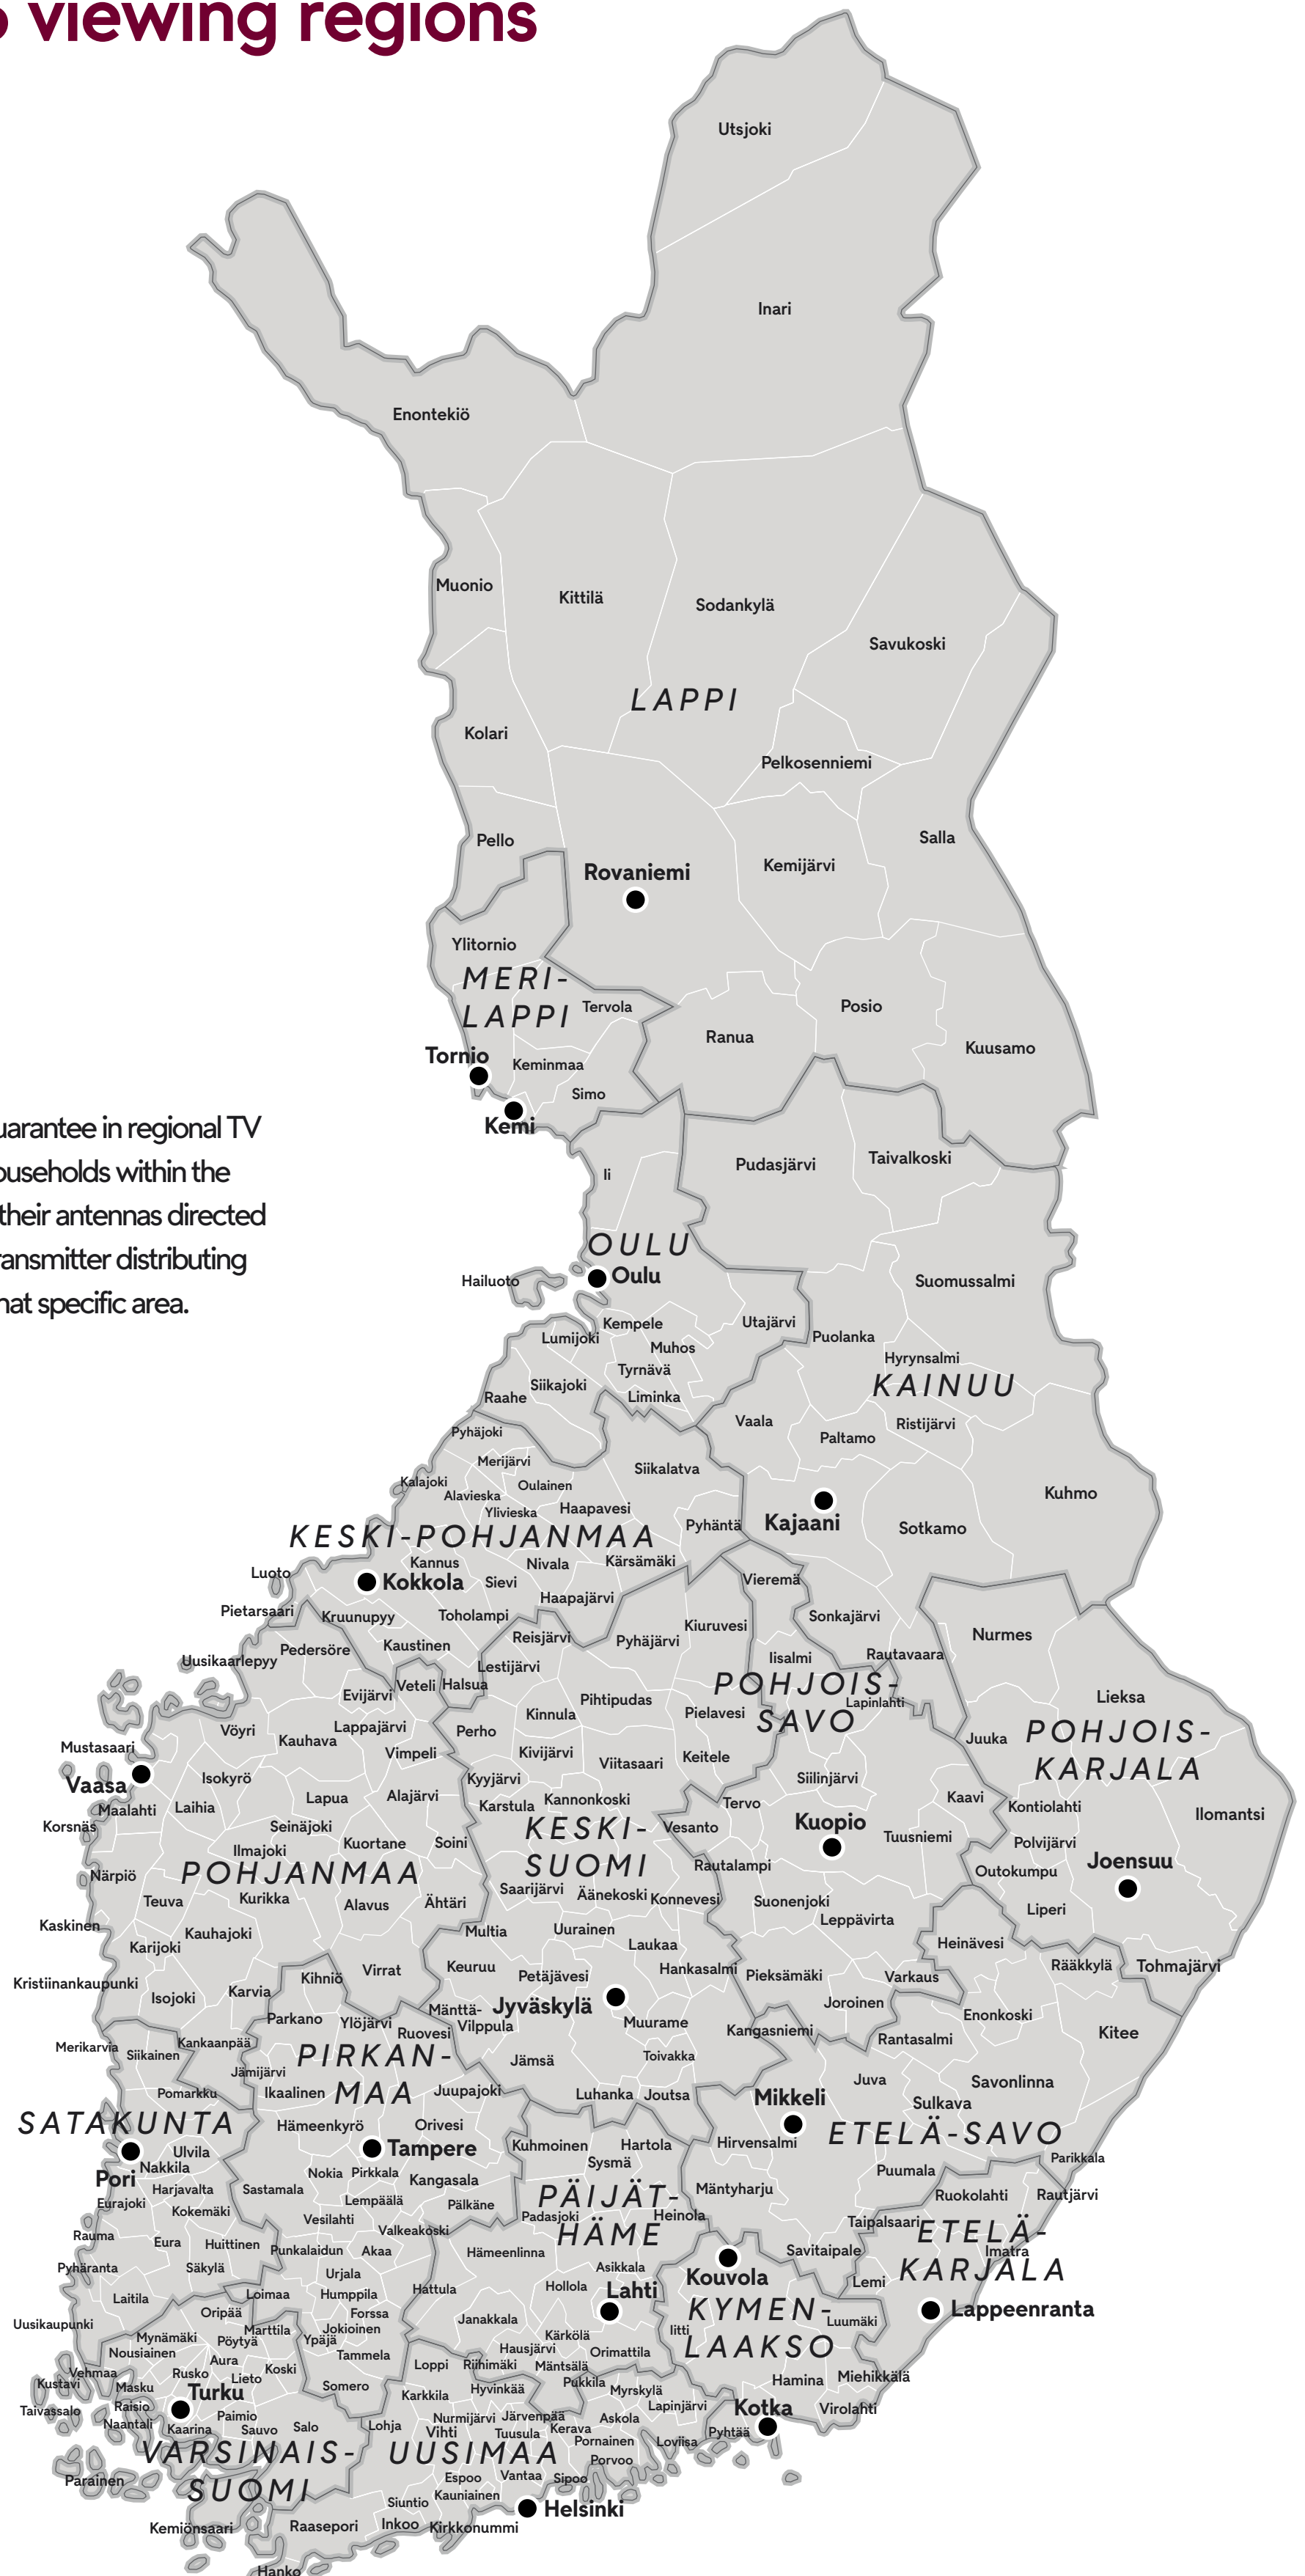 viewing regions
Utsjoki
Inari
Enontekiö
Muonio
Kittilä
Sodankylä
Savukoski
LAPPI
Kolari
Pelkosenniemi
Pello
Salla
Kemijärvi
Rovaniemi
Ylitornio
MERI-
LAPPI
Tervola
Posio
Ranua
Kuusamo
Tornio
Keminmaa
Simo
Kemi
uarantee in regional TV
ouseholds within the
their antennas directed
ransmitter distributing
hat specific area.
Pudasjärvi
Taivalkoski
Ii
OULU
Oulu
Hailuoto
Suomussalmi
Kempele
Utajärvi
Lumijoki
Puolanka
Muhos
Hyrynsalmi
Tyrnävä
KAINUU
Siikajoki
Raahe
Liminka
Vaala
Ristijärvi
Pyhäjoki
Paltamo
Merijärvi
Siikalatva
Kalajoki
Oulainen
Alavieska
Kuhmo
Ylivieska
Haapavesi
Kajaani
Pyhäntä
Sotkamo
KESKI-POHJANMAA
Kannus
Nivala
Kärsämäki
Luoto
Kokkola
Sievi
Vieremä
Haapajärvi
Pietarsaari
Kruunupyy
Toholampi
Sonkajärvi
Kiuruvesi
Nurmes
Reisjärvi
Pyhäjärvi
Pedersöre
Kaustinen
Uusikaarlepyy
Iisalmi
Rautavaara
Lestijärvi
Veteli
Halsua
POHJOIS-
SAVO
Evijärvi
Lapinlahti
Lieksa
Pihtipudas
Kinnula
Pielavesi
Vöyri
Lappajärvi
Kauhava
Perho
POHJOIS-
KARJALA
Juuka
Mustasaari
Vimpeli
Kivijärvi
Viitasaari
Keitele
Vaasa
Isokyrö
Kyyjärvi
Siilinjärvi
Lapua
Alajärvi
Kannonkoski
Kaavi
Maalahti
Laihia
Karstula
Tervo
Kontiolahti
Ilomantsi
Korsnäs
Seinäjoki
KESKI-
SUOMI
Vesanto
Kuopio
Tuusniemi
Ilmajoki
Kuortane
Soini
Polvijärvi
POHJANMAA
Rautalampi
Joensuu
Närpiö
Outokumpu
Saarijärvi
Äänekoski
Konnevesi
Teuva
Kurikka
Alavus
Ähtäri
Suonenjoki
Liperi
Kaskinen
Kauhajoki
Leppävirta
Multia
Uurainen
Karijoki
Laukaa
Heinävesi
Kristiinankaupunki
Kihniö
Virrat
Keuruu
Petäjävesi
Hankasalmi
Pieksämäki
Varkaus
Rääkkylä
Tohmajärvi
Isojoki
Karvia
Jyväskylä
Joroinen
Mänttä-
Vilppula
Parkano
Ylöjärvi
Ruovesi
Muurame
Kangasniemi
Enonkoski
Kitee
Merikarvia
Siikainen
Kankaanpää
PIRKAN-
MAA
Jämsä
Toivakka
Rantasalmi
Jämijärvi
Juva
Savonlinna
Pomarkku
Ikaalinen
Juupajoki
Luhanka
Joutsa
Mikkeli
Sulkava
SATAKUNTA
Hämeenkyrö
Orivesi
ETELÄ-SAVO
Ulvila
Tampere
Kuhmoinen
Hartola
Hirvensalmi
Pori
Nakkila
Sysmä
Parikkala
Nokia
Pirkkala
Kangasala
Puumala
Harjavalta
Sastamala
Mäntyharju
Ruokolahti
Rautjärvi
Eurajoki
Kokemäki
Lempäälä
Pälkäne
PÄIJÄT-
HÄME
Padasjoki
Heinola
Vesilahti
Taipalsaari
ETELÄ-
KARJALA
Rauma
Eura
Huittinen
Valkeakoski
Punkalaidun
Akaa
Hämeenlinna
Savitaipale
Imatra
Pyhäranta
Säkylä
Asikkala
Kouvola
Urjala
Lemi
Laitila
Loimaa
Humppila
Hattula
Hollola
Lahti
Lappeenranta
Oripää
Forssa
Janakkala
KYMEN-
LAAKSO
Uusikaupunki
Marttila
Jokioinen
Iitti
Luumäki
Mynämäki
Pöytyä
Ypäjä
Kärkölä
Nousiainen
Tammela
Hausjärvi
Orimattila
Aura
Koski
Loppi
Riihimäki
Mäntsälä
Vehmaa
Rusko
Lieto
Hamina
Miehikkälä
Kustavi
Masku
Somero
Hyvinkää
Pukkila
Myrskylä
Turku
Karkkila
Taivassalo
Raisio
Paimio
Lapinjärvi
Kotka
Virolahti
Naantali
Kaarina
Sauvo
Salo
Lohja
Nurmijärvi
Järvenpää
Askola
Vihti
Tuusula
Kerava
Pyhtää
VARSINAIS-
SUOMI
UUSIMAA
Pornainen
Loviisa
Porvoo
Parainen
Espoo
Vantaa
Sipoo
Kauniainen
Siuntio
Helsinki
Kemiönsaari
Raasepori
Inkoo
Kirkkonummi
Hanko